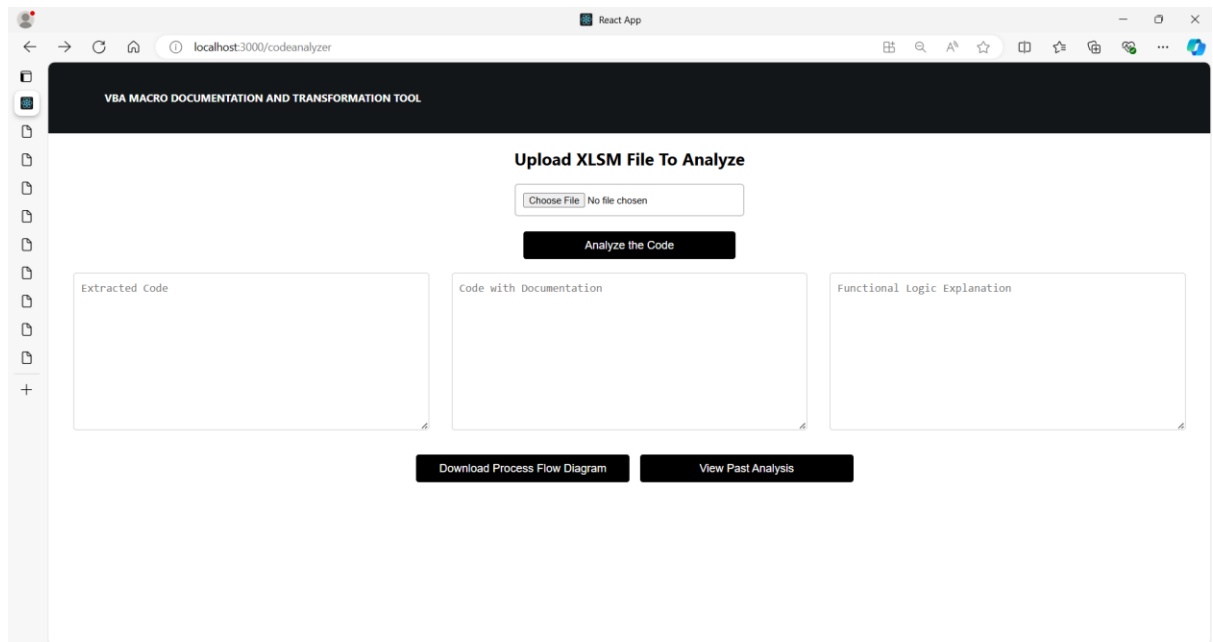 React App
localhost:3000/codeanalyzer
VBA MACRO DOCUMENTATION AND TRANSFORMATION TOOL
Upload XLSM File To Analyze
Choose File No file chosen
Analyze the Code
Extracted Code
Code with Documentation
Functional Logic Explanation
Download Process Flow Diagram
View Past Analysis